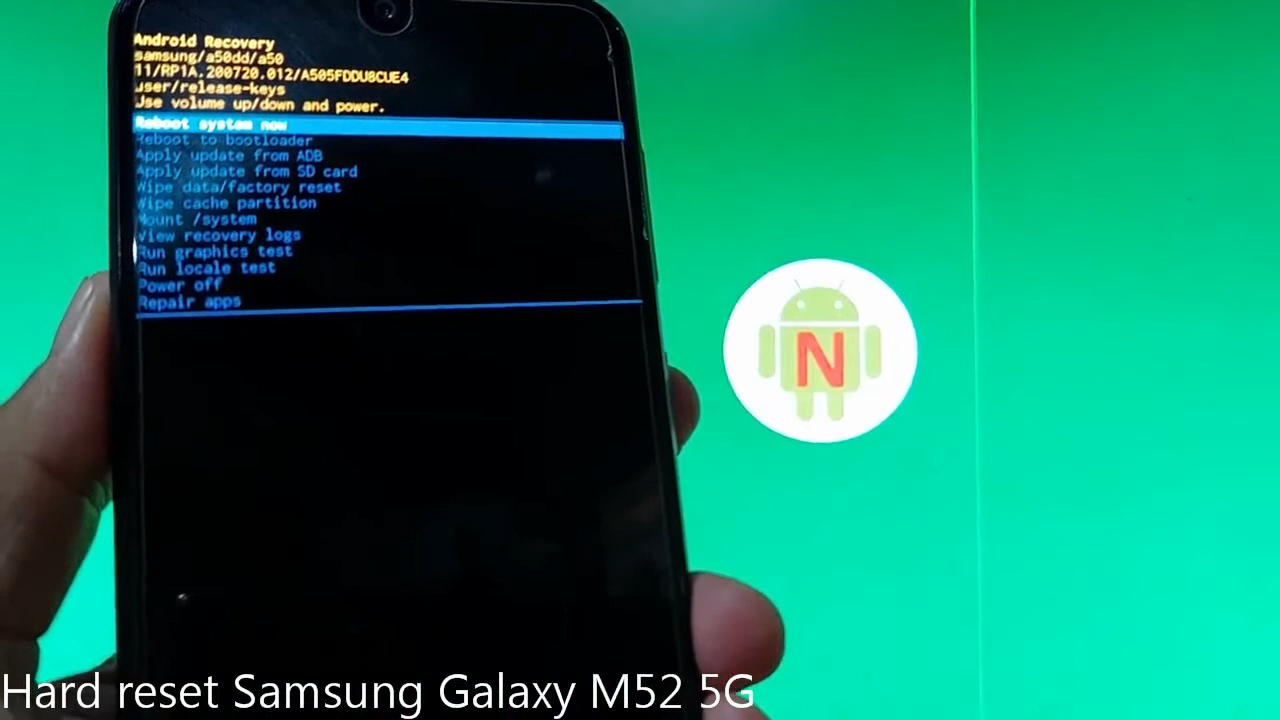 Android Recovery
samsung/a50dd/a50
11/RP1A.200720.012/A505FDDU8CUE4
user/release-keys
Use volume up/down and power.
Reboot system now
Reboot to bootloader
Apply update from ADB
Apply update from SD card
Wipe data/factory reset
Wipe cache partition
Mount /system
View recovery logs
Run graphics test
Run locale test
Power off
Repair apps
N
Hard reset Samsung Galaxy M52 5G